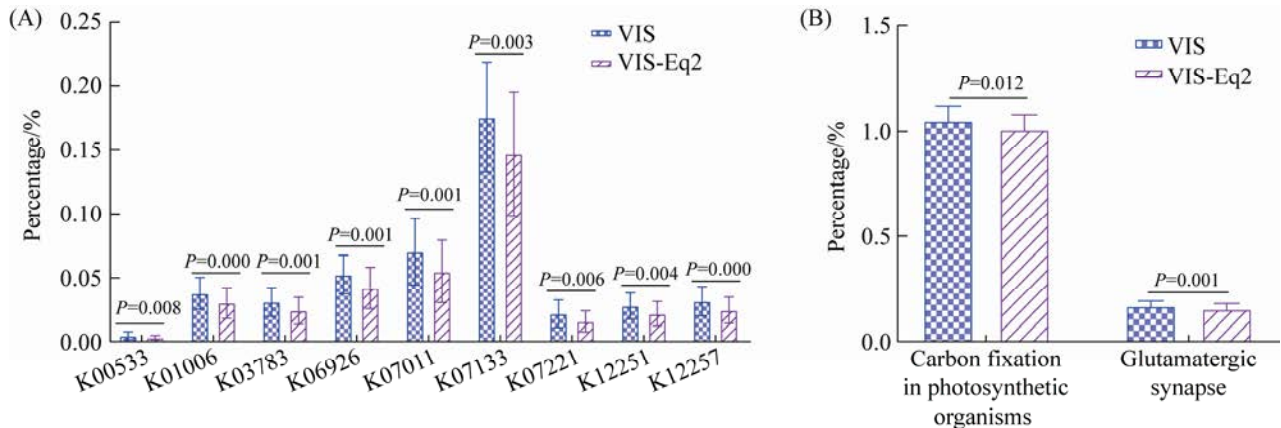 (A)
Percentage/%
0.25
0.20
0.15
0.10
0.05
0.00
VIS
VIS-Eq2
P=0.008
P=0.000
P=0.001
P=0.001
P=0.001
P=0.003
P=0.006
P=0.004
P=0.000
K00533
K01006
K03783
K06926
K07011
K07133
K07221
K12251
K12257
(B)
Percentage/%
1.5
1.0
0.5
0.0
VIS
VIS-Eq2
P=0.012
P=0.001
Carbon fixation
in photosynthetic
organisms
Glutamatergic
synapse